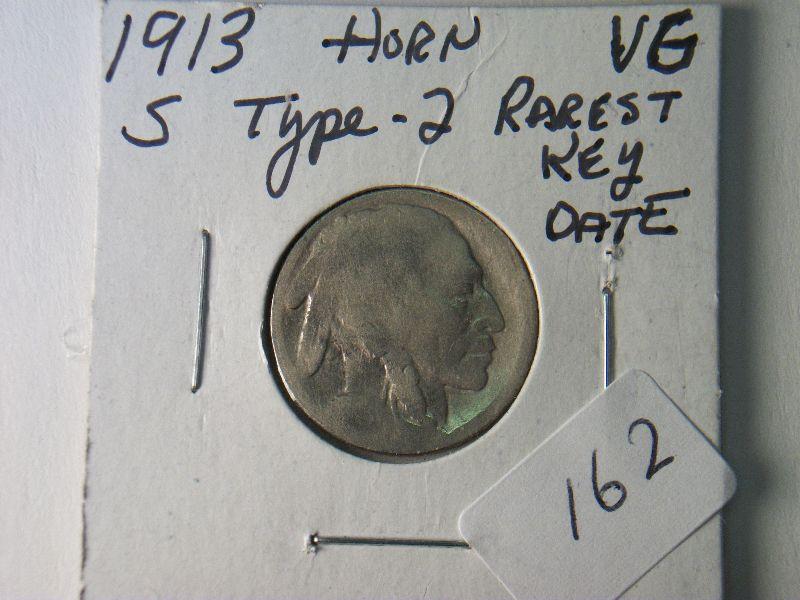 1913 HORN VG
S Type-2 RAREST
KEY
DATE
162